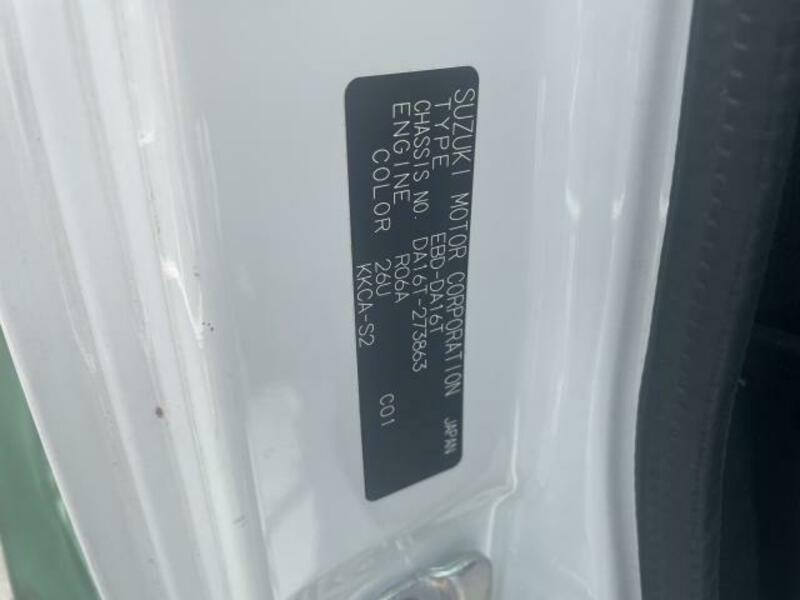 SUZUKI MOTOR CORPORATION JAPAN
TYPE EBD-DA16T
CHASSIS NO. DA16T-273863
ENGINE R06A
COLOR 26U C01
KKCA-S2